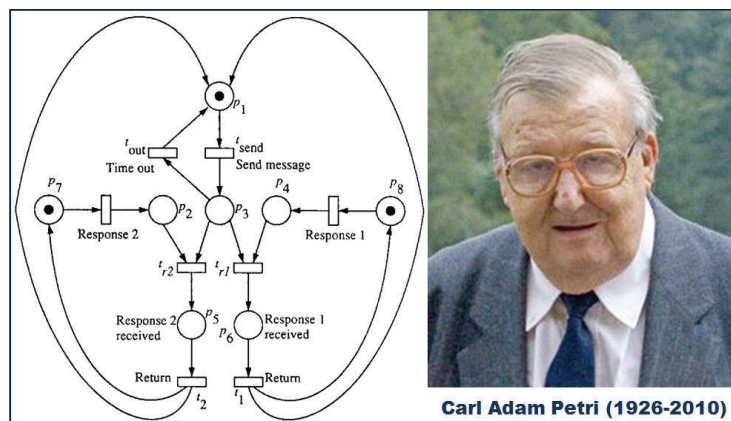 p1
tout
tsend
Time out
Send message
p7
p2
p3
p4
p8
Response 2
Response 1
tr2
tr1
Response 2
received
p5
p6
Response 1
received
Return
t2
Return
t1
Carl Adam Petri (1926-2010)